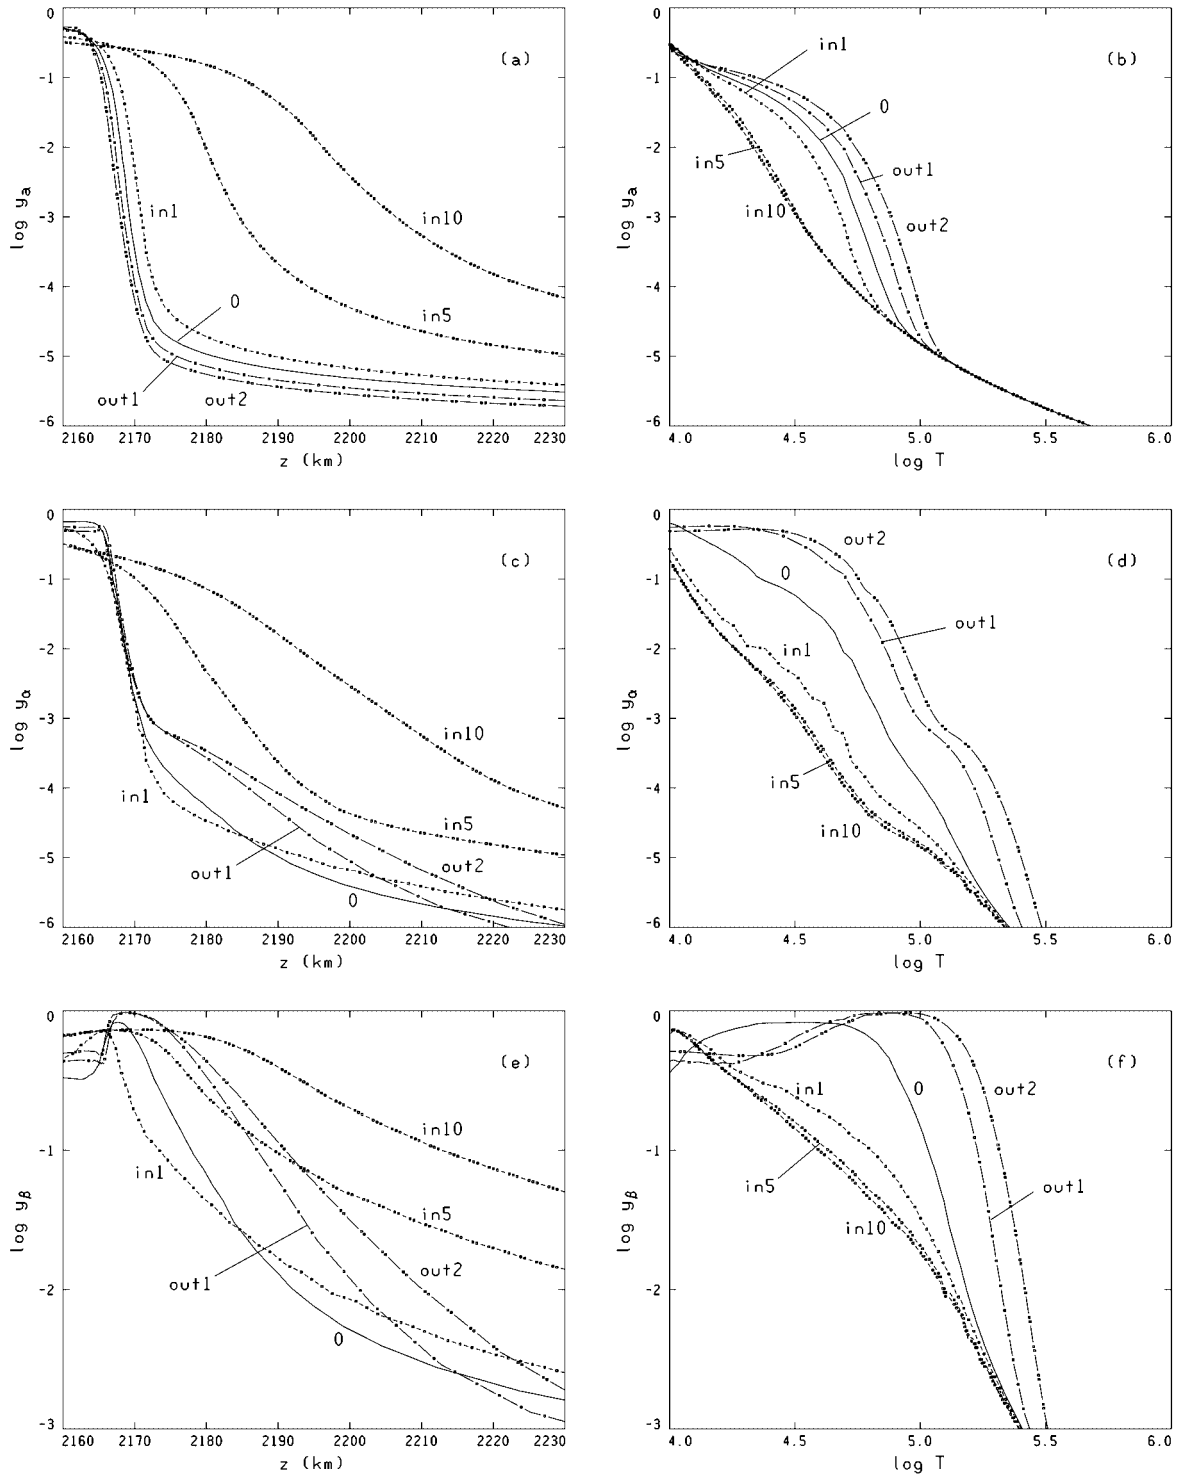 0
-1
-2
-3
-4
-5
-6
log ya
2160 2170 2180 2190 2200 2210 2220 2230
z (km)
(a)
in1
in10
0
in5
out1
out2
0
-1
-2
-3
-4
-5
-6
log ya
4.0 4.5 5.0 5.5 6.0
log T
(b)
in1
0
in5
out1
in10
out2
0
-1
-2
-3
-4
-5
-6
log yα
2160 2170 2180 2190 2200 2210 2220 2230
z (km)
(c)
in10
in1
in5
out1
out2
0
0
-1
-2
-3
-4
-5
-6
log yα
4.0 4.5 5.0 5.5 6.0
log T
(d)
out2
0
out1
in1
in5
in10
0
-1
-2
-3
log yβ
2160 2170 2180 2190 2200 2210 2220 2230
z (km)
(e)
in10
in1
in5
out2
out1
0
0
-1
-2
-3
log yβ
4.0 4.5 5.0 5.5 6.0
log T
(f)
in1
0
out2
in5
out1
in10